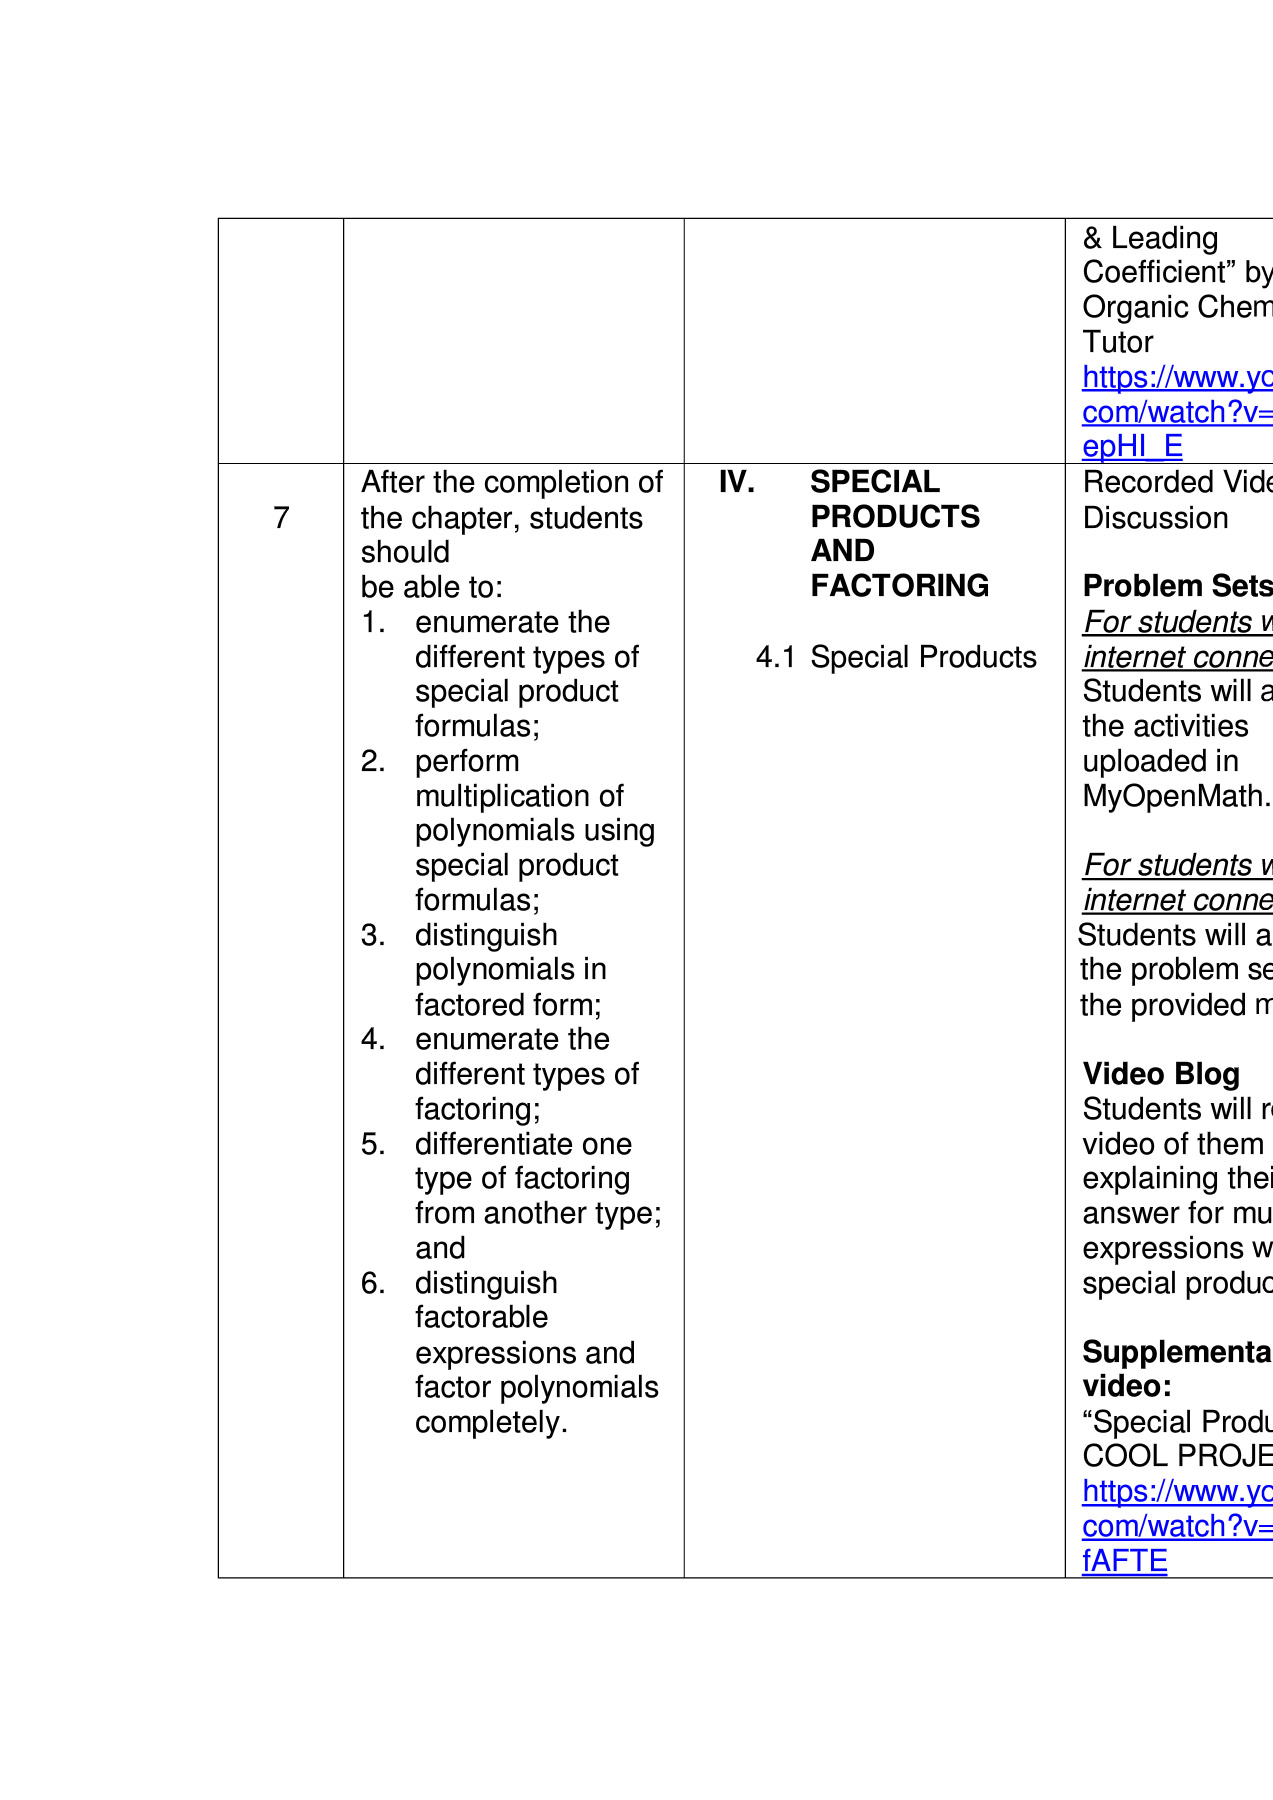 & Leading
Coefficient” by
Organic Chem
Tutor
https://www.yo
com/watch?v=
epHI_E
7
After the completion of
the chapter, students
should
be able to:
1. enumerate the
different types of
special product
formulas;
2. perform
multiplication of
polynomials using
special product
formulas;
3. distinguish
polynomials in
factored form;
4. enumerate the
different types of
factoring;
5. differentiate one
type of factoring
from another type;
and
6. distinguish
factorable
expressions and
factor polynomials
completely.
IV. SPECIAL
PRODUCTS
AND
FACTORING
4.1 Special Products
Recorded Vide
Discussion
Problem Sets
For students w
internet conne
Students will a
the activities
uploaded in
MyOpenMath.
For students w
internet conne
Students will a
the problem se
the provided m
Video Blog
Students will re
video of them
explaining thei
answer for mu
expressions w
special produc
Supplementa
video:
“Special Produ
COOL PROJE
https://www.yo
com/watch?v=
fAFTE